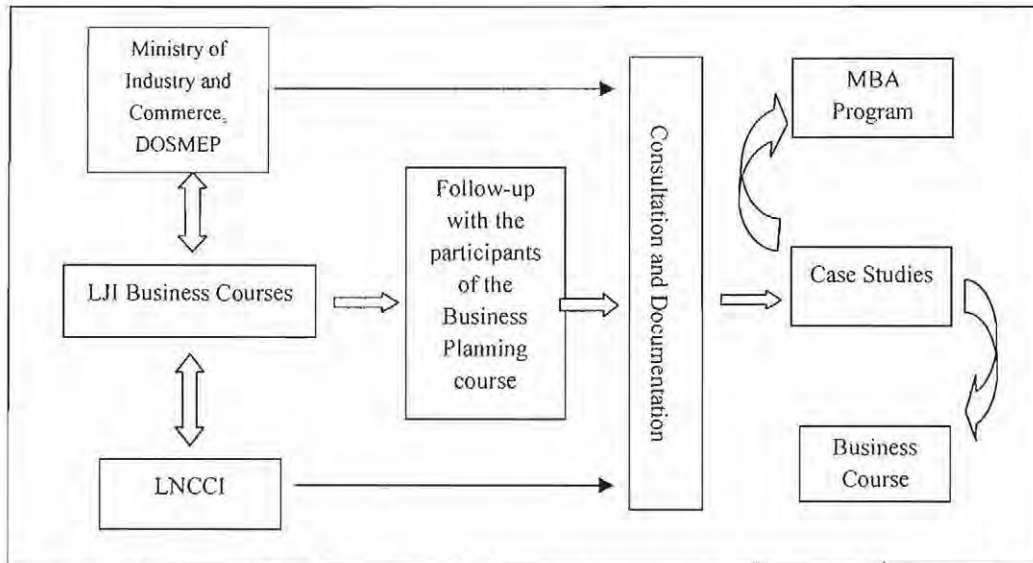 Ministry of
Industry and
Commerce,
DOSMEP
LJI Business Courses
LNCCI
Follow-up
with the
participants
of the
Business
Planning
course
Consultation and Documentation
MBA
Program
Case Studies
Business
Course